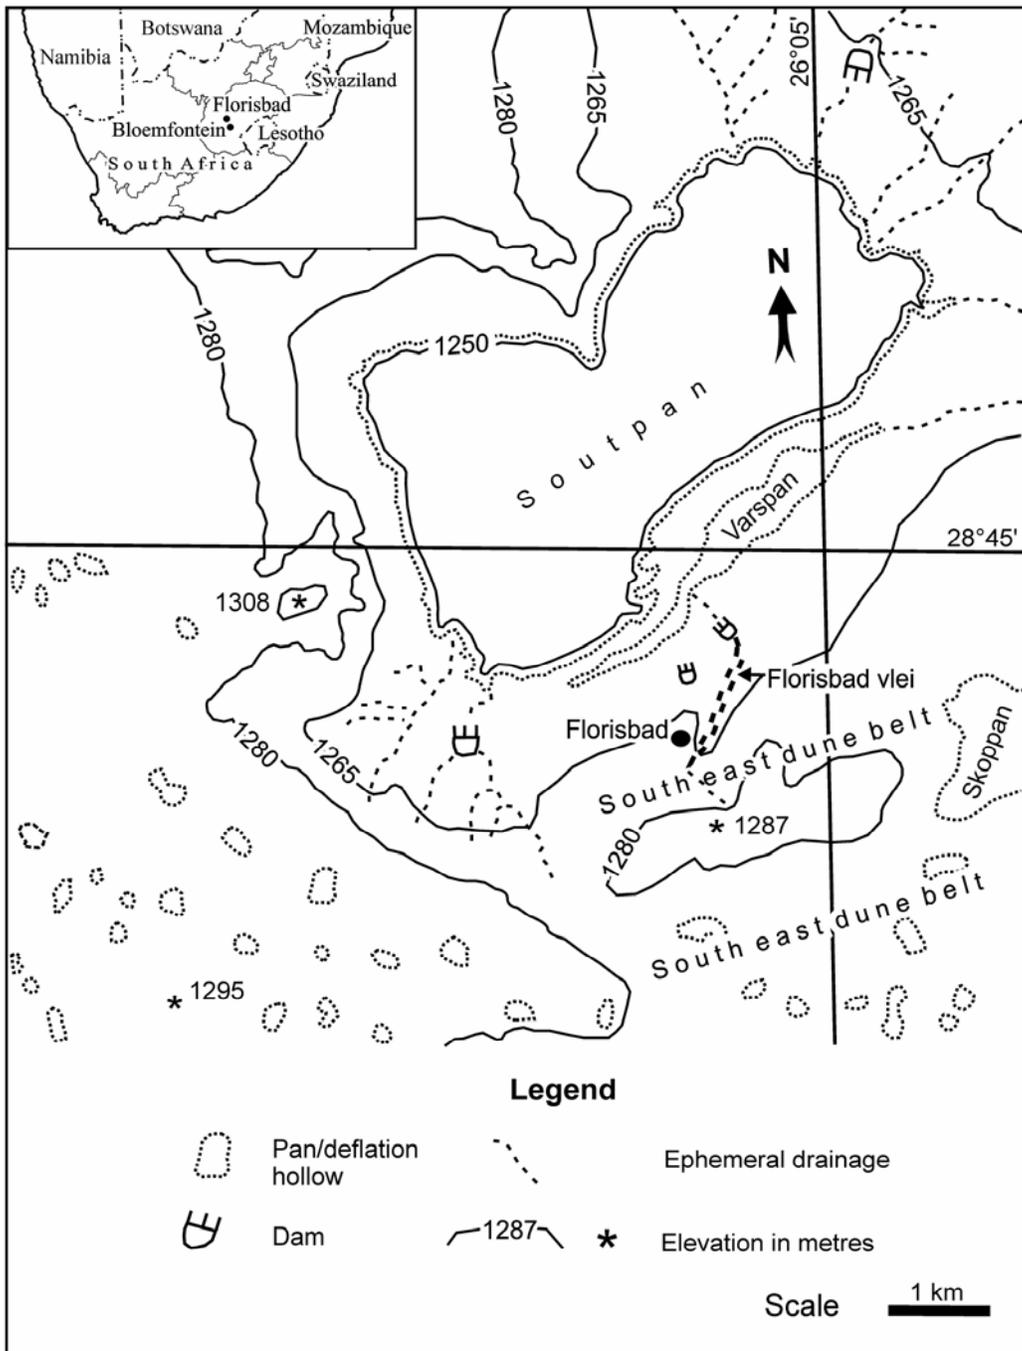 Botswana
Mozambique
Namibia
Swaziland
Florisbad
Bloemfontein
Lesotho
South Africa
1280
1265
26°05'
1265
N
1280
1250
Soutpan
Varspan
28°45'
1308
Florisbad vlei
Florisbad
1280
1265
South east dune belt
Skoppan
1280
* 1287
South east dune belt
* 1295
Legend
Pan/deflation
hollow
Ephemeral drainage
Dam
1287
*
Elevation in metres
Scale
1 km